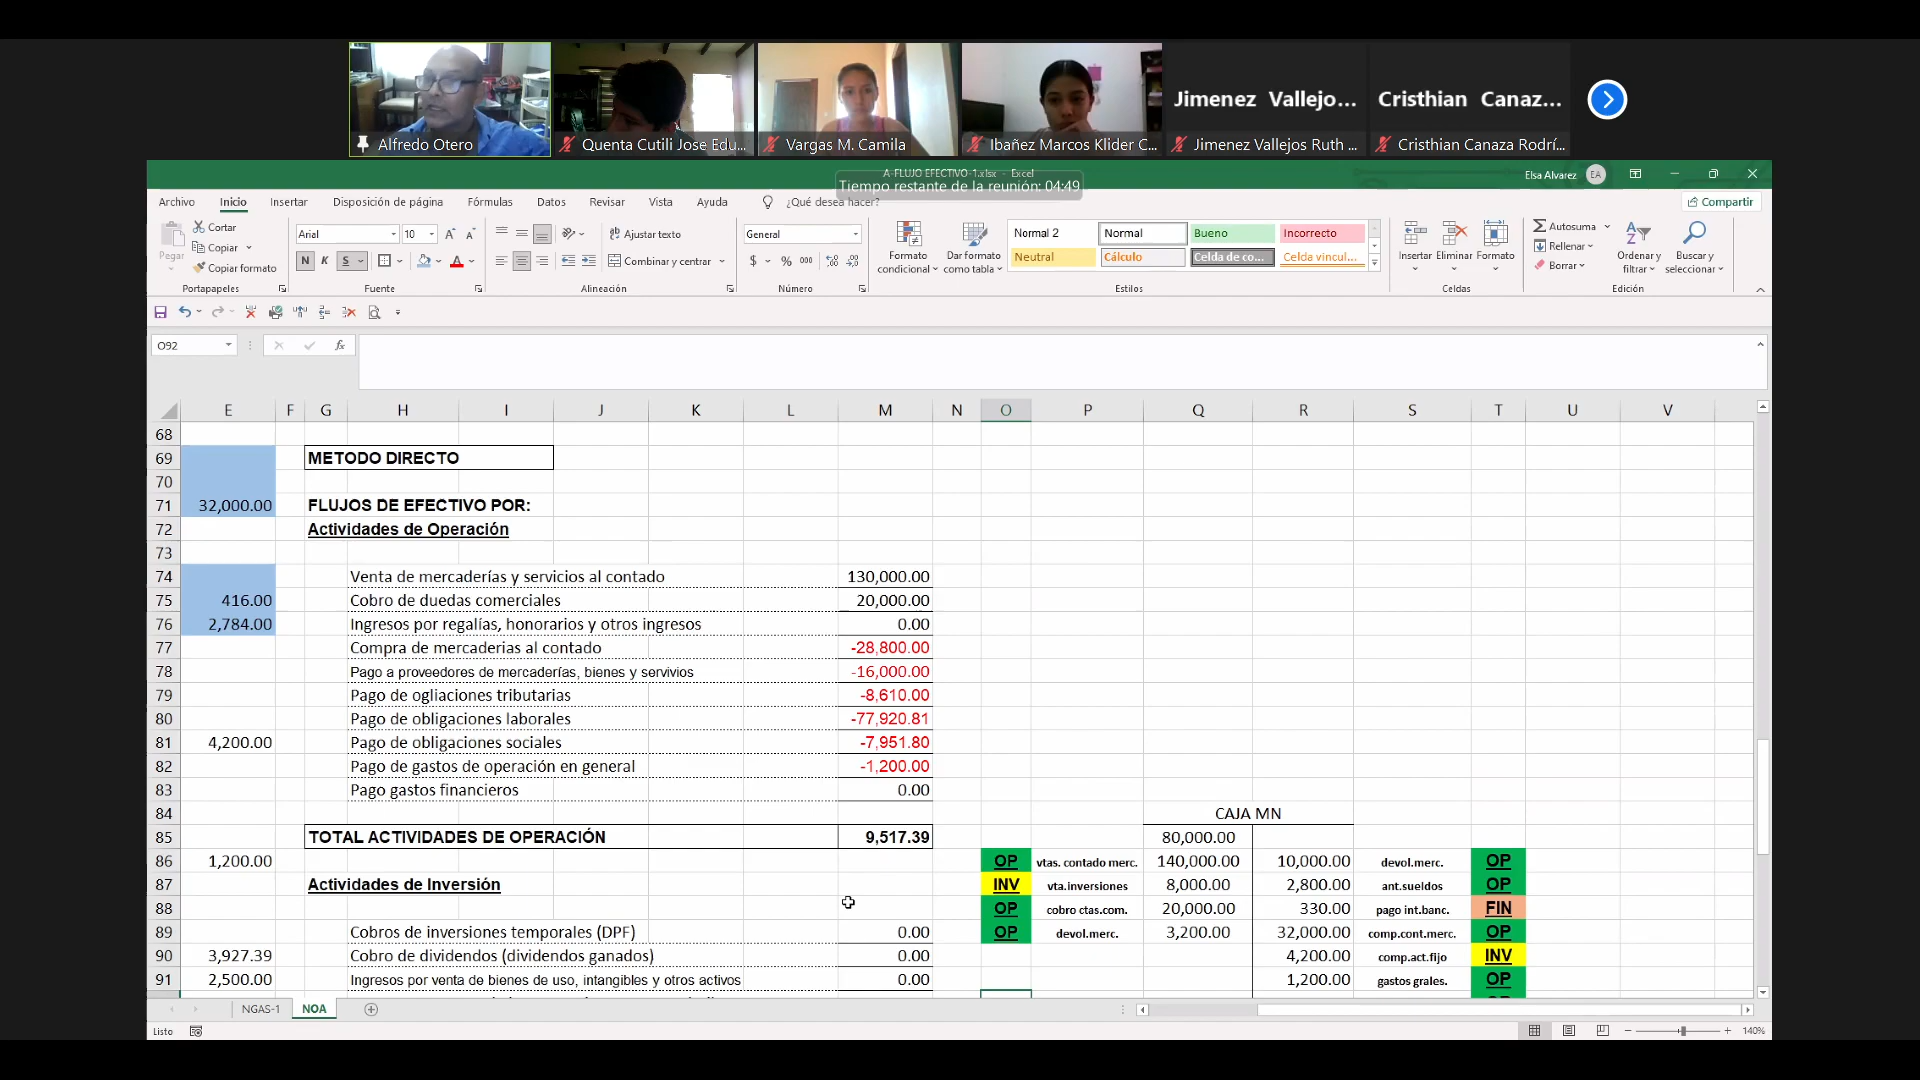 Jimenez Vallejo...
Cristhian Canaz...
Alfredo Otero
Quenta Cutili Jose Edu...
Vargas M. Camila
Ibañez Marcos Klider C...
Jimenez Vallejos Ruth ...
Cristhian Canaza Rodrí...
A-FLUJO EFECTIVO-1.xlsx - Excel
Tiempo restante de la reunión: 04:49
Elsa Alvarez EA
Archivo Inicio Insertar Disposición de página Fórmulas Datos Revisar Vista Ayuda ¿Qué desea hacer? Compartir
Pegar
Cortar
Copiar
Copiar formato
Portapapeles
Arial 10
N K S
Fuente
Ajustar texto
Combinar y centrar
Alineación
General
$ % 000
Número
Formato condicional
Dar formato como tabla
Normal 2 Normal Bueno Incorrecto
Neutral Cálculo Celda de co... Celda vincul...
Estilos
Insertar Eliminar Formato
Celdas
Autosuma
Rellenar
Borrar
Ordenar y filtrar
Buscar y seleccionar
Edición
O92 fx
E F G H I J K L M N O P Q R S T U V
68
69 METODO DIRECTO
70
71 32,000.00 FLUJOS DE EFECTIVO POR:
72 Actividades de Operación
73
74 Venta de mercaderías y servicios al contado 130,000.00
75 416.00 Cobro de duedas comerciales 20,000.00
76 2,784.00 Ingresos por regalías, honorarios y otros ingresos 0.00
77 Compra de mercaderias al contado -28,800.00
78 Pago a proveedores de mercaderías, bienes y servivios -16,000.00
79 Pago de ogliaciones tributarias -8,610.00
80 Pago de obligaciones laborales -77,920.81
81 4,200.00 Pago de obligaciones sociales -7,951.80
82 Pago de gastos de operación en general -1,200.00
83 Pago gastos financieros 0.00
84 CAJA MN
85 TOTAL ACTIVIDADES DE OPERACIÓN 9,517.39 80,000.00
86 1,200.00 OP vtas. contado merc. 140,000.00 10,000.00 devol.merc. OP
87 Actividades de Inversión INV vta.inversiones 8,000.00 2,800.00 ant.sueldos OP
88 OP cobro ctas.com. 20,000.00 330.00 pago int.banc. FIN
89 Cobros de inversiones temporales (DPF) 0.00 OP devol.merc. 3,200.00 32,000.00 comp.cont.merc. OP
90 3,927.39 Cobro de dividendos (dividendos ganados) 0.00 4,200.00 comp.act.fijo INV
91 2,500.00 Ingresos por venta de bienes de uso, intangibles y otros activos 0.00 1,200.00 gastos grales. OP
NGAS-1 NOA
Listo 140%